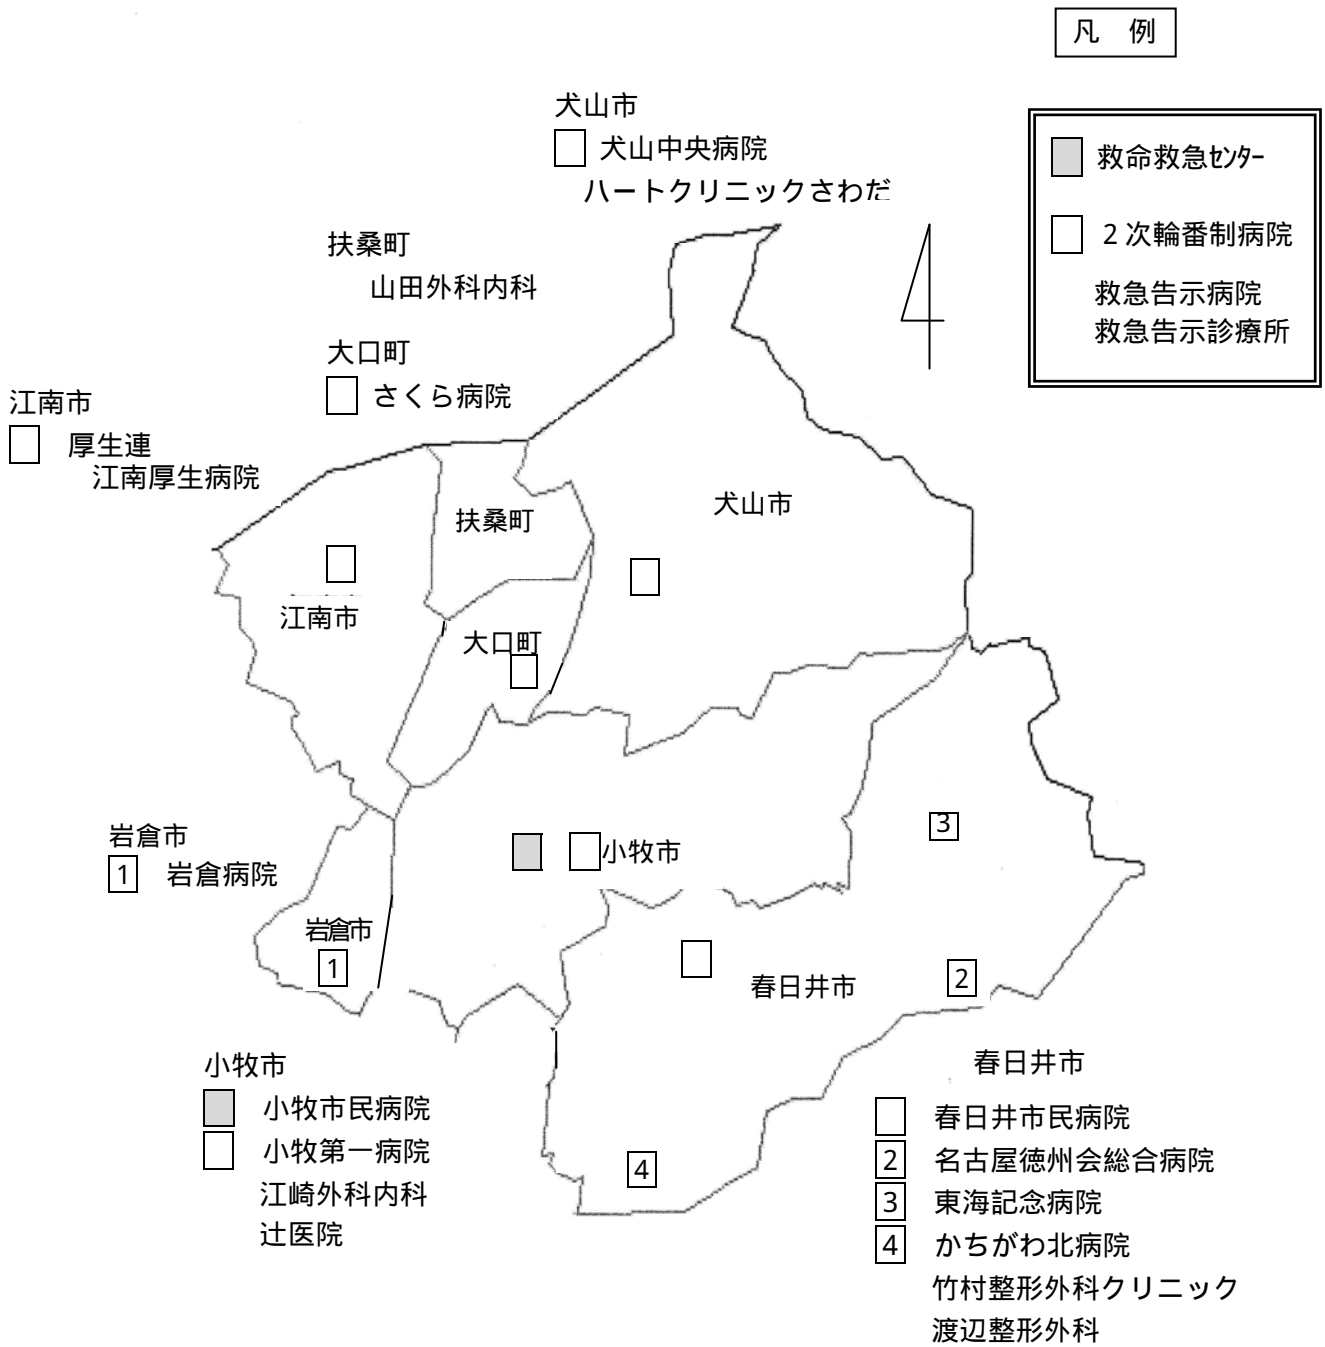 凡 例
救命救急ｾﾝﾀｰ
2次輪番制病院
救急告示病院
救急告示診療所
犬山市
犬山中央病院
ハートクリニックさわだ
扶桑町
山田外科内科
大口町
さくら病院
江南市
厚生連
江南厚生病院
犬山市
扶桑町
江南市
大口町
3
小牧市
岩倉市
1 岩倉病院
岩倉市
1
春日井市
2
4
小牧市
小牧市民病院
小牧第一病院
江崎外科内科
辻医院
春日井市
春日井市民病院
2 名古屋徳州会総合病院
3 東海記念病院
4 かちがわ北病院
竹村整形外科クリニック
渡辺整形外科